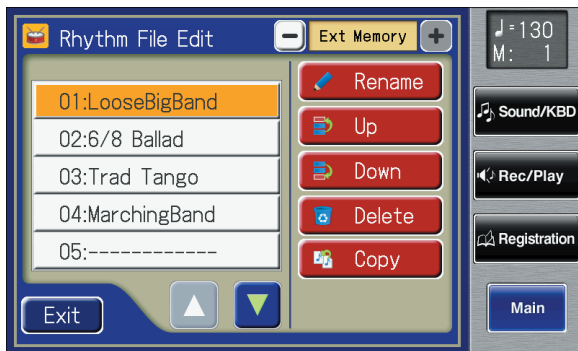 Rhythm File Edit
Ext Memory
♩=130
M: 1
01:LooseBigBand
02:6/8 Ballad
03:Trad Tango
04:MarchingBand
05:------------
Rename
Up
Down
Delete
Copy
Exit
Sound/KBD
Rec/Play
Registration
Main